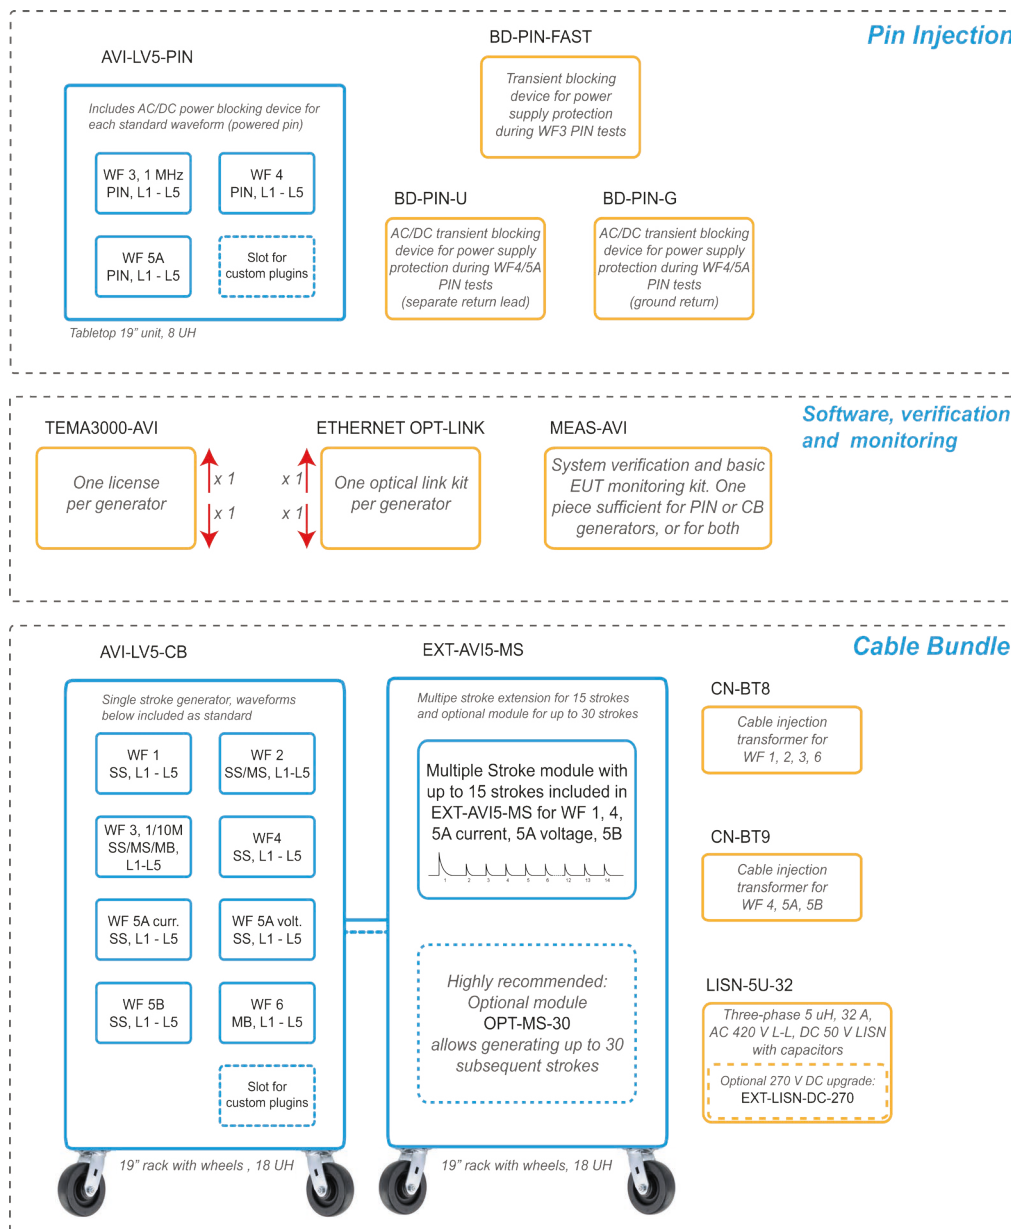 Pin Injection
AVI-LV5-PIN
Includes AC/DC power blocking device for
each standard waveform (powered pin)
WF 3, 1 MHz
PIN, L1 - L5
WF 4
PIN, L1 - L5
WF 5A
PIN, L1 - L5
Slot for
custom plugins
Tabletop 19” unit, 8 UH
BD-PIN-FAST
Transient blocking
device for power
supply protection
during WF3 PIN tests
BD-PIN-U
AC/DC transient blocking
device for power supply
protection during WF4/5A
PIN tests
(separate return lead)
BD-PIN-G
AC/DC transient blocking
device for power supply
protection during WF4/5A
PIN tests
(ground return)
Software, verification
and monitoring
TEMA3000-AVI
One license
per generator
x 1
x 1
ETHERNET OPT-LINK
x 1
x 1
One optical link kit
per generator
MEAS-AVI
System verification and basic
EUT monitoring kit. One
piece sufficient for PIN or CB
generators, or for both
Cable Bundle
AVI-LV5-CB
Single stroke generator, waveforms
below included as standard
WF 1
SS, L1 - L5
WF 2
SS/MS, L1-L5
WF 3, 1/10M
SS/MS/MB,
L1-L5
WF4
SS, L1 - L5
WF 5A curr.
SS, L1 - L5
WF 5A volt.
SS, L1 - L5
WF 5B
SS, L1 - L5
WF 6
MB, L1 - L5
Slot for
custom plugins
19” rack with wheels , 18 UH
EXT-AVI5-MS
Multipe stroke extension for 15 strokes
and optional module for up to 30 strokes
Multiple Stroke module with
up to 15 strokes included in
EXT-AVI5-MS for WF 1, 4,
5A current, 5A voltage, 5B
1 2 3 4 5 6 12 13 14
Highly recommended:
Optional module
OPT-MS-30
allows generating up to 30
subsequent strokes
19” rack with wheels, 18 UH
CN-BT8
Cable injection
transformer for
WF 1, 2, 3, 6
CN-BT9
Cable injection
transformer for
WF 4, 5A, 5B
LISN-5U-32
Three-phase 5 uH, 32 A,
AC 420 V L-L, DC 50 V LISN
with capacitors
Optional 270 V DC upgrade:
EXT-LISN-DC-270